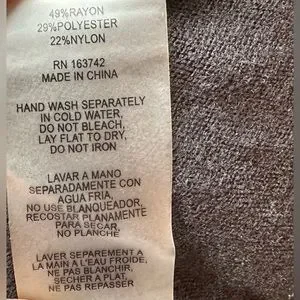 49%RAYON
29%POLYESTER
22%NYLON
RN 163742
MADE IN CHINA
HAND WASH SEPARATELY
IN COLD WATER,
DO NOT BLEACH,
LAY FLAT TO DRY,
DO NOT IRON
LAVAR A MANO
SEPARADAMENTE CON
AGUA FRIA,
NO USE BLANQUEADOR,
RECOSTAR PLANAMENTE
PARA SECAR,
NO PLANCHE
LAVER SEPAREMENT A
LA MAIN A L'EAU FROIDE,
NE PAS BLANCHIR,
SECHER A PLAT,
NE PAS REPASSER